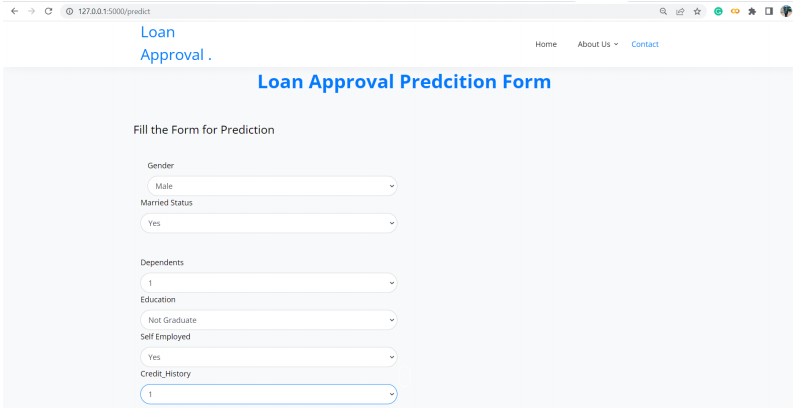 127.0.0.1:5000/predict
Loan
Approval .
Home About Us Contact
Loan Approval Predcition Form
Fill the Form for Prediction
Gender
Male
Married Status
Yes
Dependents
1
Education
Not Graduate
Self Employed
Yes
Credit_History
1